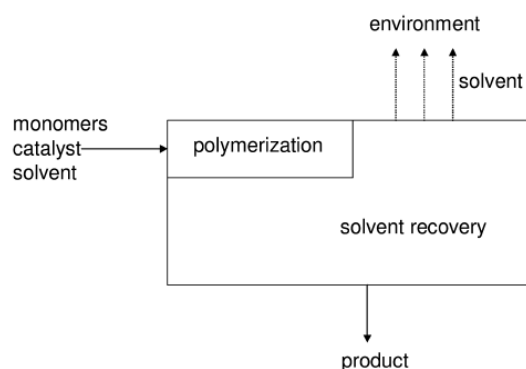 environment
solvent
monomers
catalyst
solvent
polymerization
solvent recovery
product